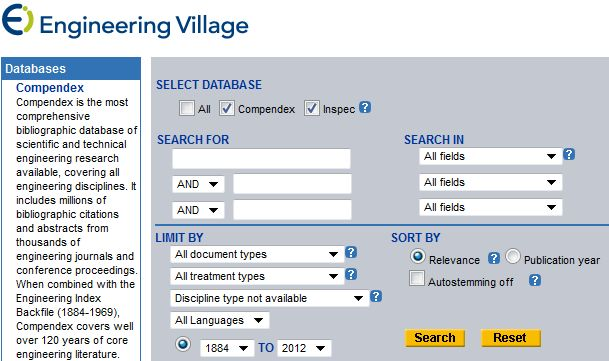 Ei Engineering Village
Databases
Compendex
Compendex is the most
comprehensive
bibliographic database of
scientific and technical
engineering research
available, covering all
engineering disciplines. It
includes millions of
bibliographic citations
and abstracts from
thousands of
engineering journals and
conference proceedings.
When combined with the
Engineering Index
Backfile (1884-1969),
Compendex covers well
over 120 years of core
engineering literature.
SELECT DATABASE
All Compendex Inspec ?
SEARCH FOR
AND
AND
SEARCH IN
All fields ?
All fields
All fields
LIMIT BY
All document types ?
All treatment types ?
Discipline type not available ?
All Languages
1884 TO 2012
SORT BY
Relevance ? Publication year
Autostemming off ?
Search Reset